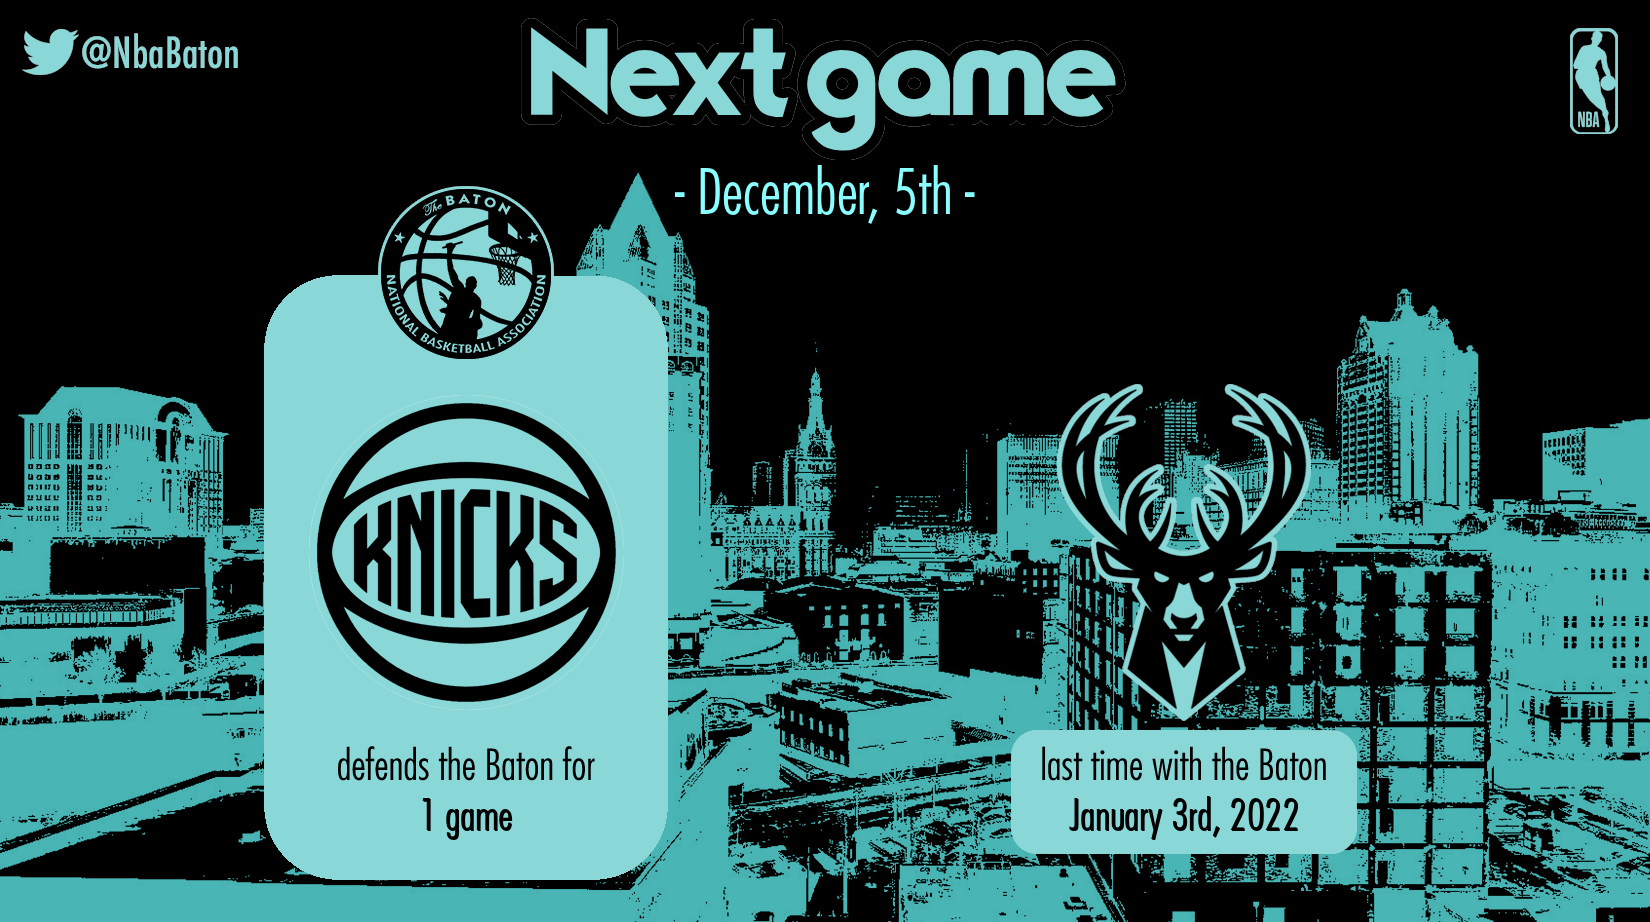 @NbaBaton
Next game
NBA
- December, 5th -
The BATON
NATIONAL BASKETBALL ASSOCIATION
KNICKS
defends the Baton for
1 game
last time with the Baton
January 3rd, 2022